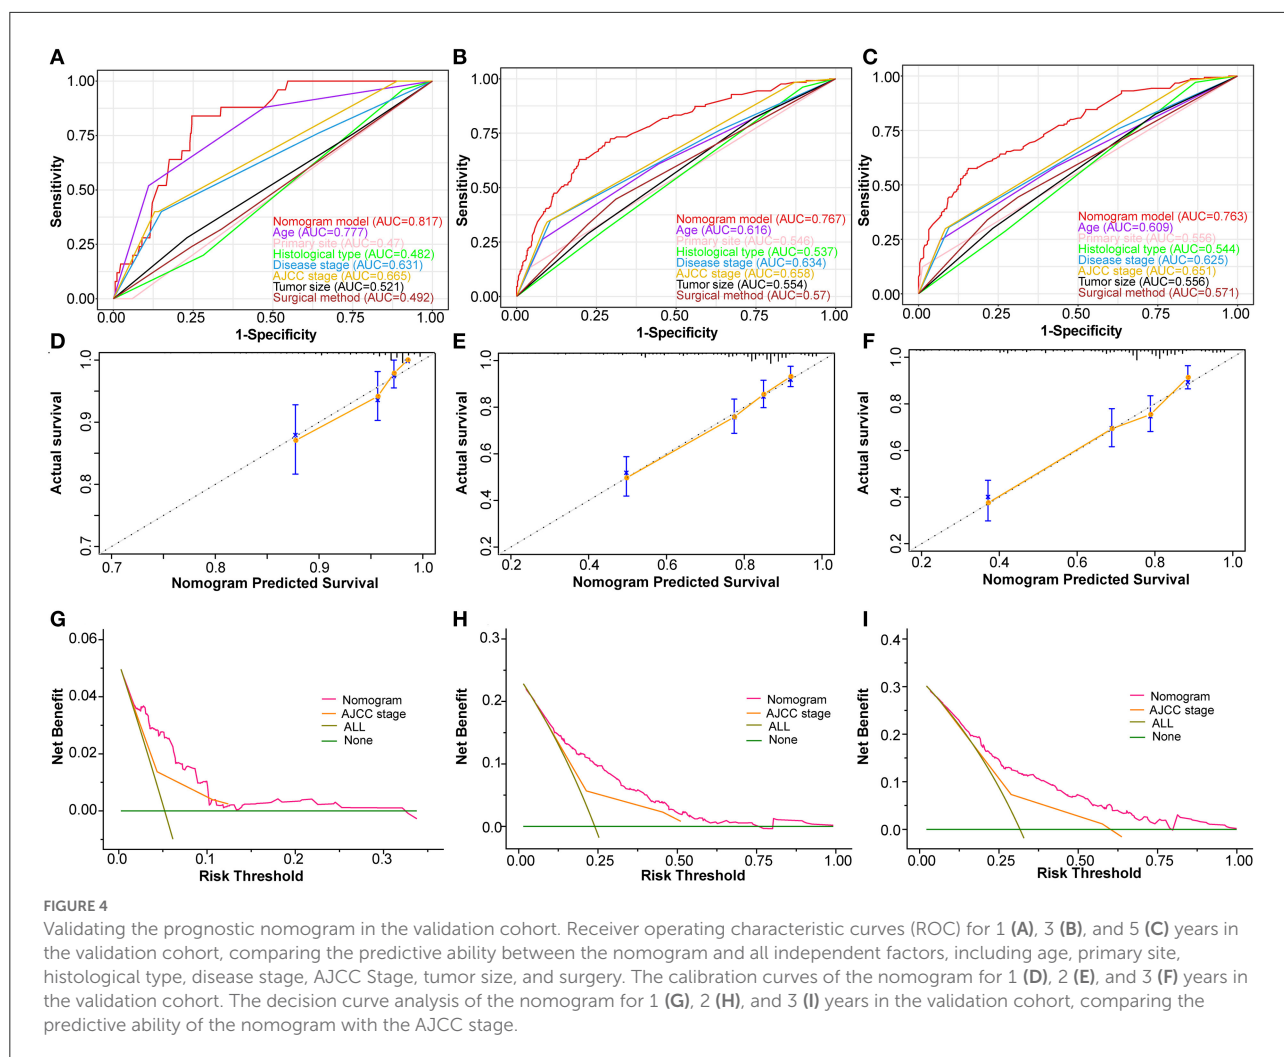 A
B
C
Sensitivity
1.00
0.75
0.50
0.25
0.00
Nomogram model (AUC=0.817)
Age (AUC=0.777)
Primary site (AUC=0.47)
Histological type (AUC=0.482)
Disease stage (AUC=0.631)
AJCC stage (AUC=0.665)
Tumor size (AUC=0.521)
Surgical method (AUC=0.492)
0.00 0.25 0.50 0.75 1.00
1-Specificity
Sensitivity
1.00
0.75
0.50
0.25
0.00
Nomogram model (AUC=0.767)
Age (AUC=0.616)
Primary site (AUC=0.546)
Histological type (AUC=0.537)
Disease stage (AUC=0.634)
AJCC stage (AUC=0.658)
Tumor size (AUC=0.554)
Surgical method (AUC=0.57)
0.00 0.25 0.50 0.75 1.00
1-Specificity
Sensitivity
1.00
0.75
0.50
0.25
0.00
Nomogram model (AUC=0.763)
Age (AUC=0.609)
Primary site (AUC=0.556)
Histological type (AUC=0.544)
Disease stage (AUC=0.625)
AJCC stage (AUC=0.651)
Tumor size (AUC=0.556)
Surgical method (AUC=0.571)
0.00 0.25 0.50 0.75 1.00
1-Specificity
D
E
F
Actual survival
1.0
0.9
0.8
0.7
0.7 0.8 0.9 1.0
Nomogram Predicted Survival
Actual survival
1.0
0.8
0.6
0.4
0.2
0.2 0.4 0.6 0.8 1.0
Nomogram Predicted Survival
Actual survival
1.0
0.8
0.6
0.4
0.2
0.2 0.4 0.6 0.8 1.0
Nomogram Predicted Survival
G
H
I
Net Benefit
0.06
0.04
0.02
0.00
Nomogram
AJCC stage
ALL
None
0.0 0.1 0.2 0.3
Risk Threshold
Net Benefit
0.3
0.2
0.1
0.0
Nomogram
AJCC stage
ALL
None
0.00 0.25 0.50 0.75 1.00
Risk Threshold
Net Benefit
0.4
0.3
0.2
0.1
0.0
Nomogram
AJCC stage
ALL
None
0.00 0.25 0.50 0.75 1.00
Risk Threshold
FIGURE 4
Validating the prognostic nomogram in the validation cohort. Receiver operating characteristic curves (ROC) for 1 (A), 3 (B), and 5 (C) years in
the validation cohort, comparing the predictive ability between the nomogram and all independent factors, including age, primary site,
histological type, disease stage, AJCC Stage, tumor size, and surgery. The calibration curves of the nomogram for 1 (D), 2 (E), and 3 (F) years in
the validation cohort. The decision curve analysis of the nomogram for 1 (G), 2 (H), and 3 (I) years in the validation cohort, comparing the
predictive ability of the nomogram with the AJCC stage.